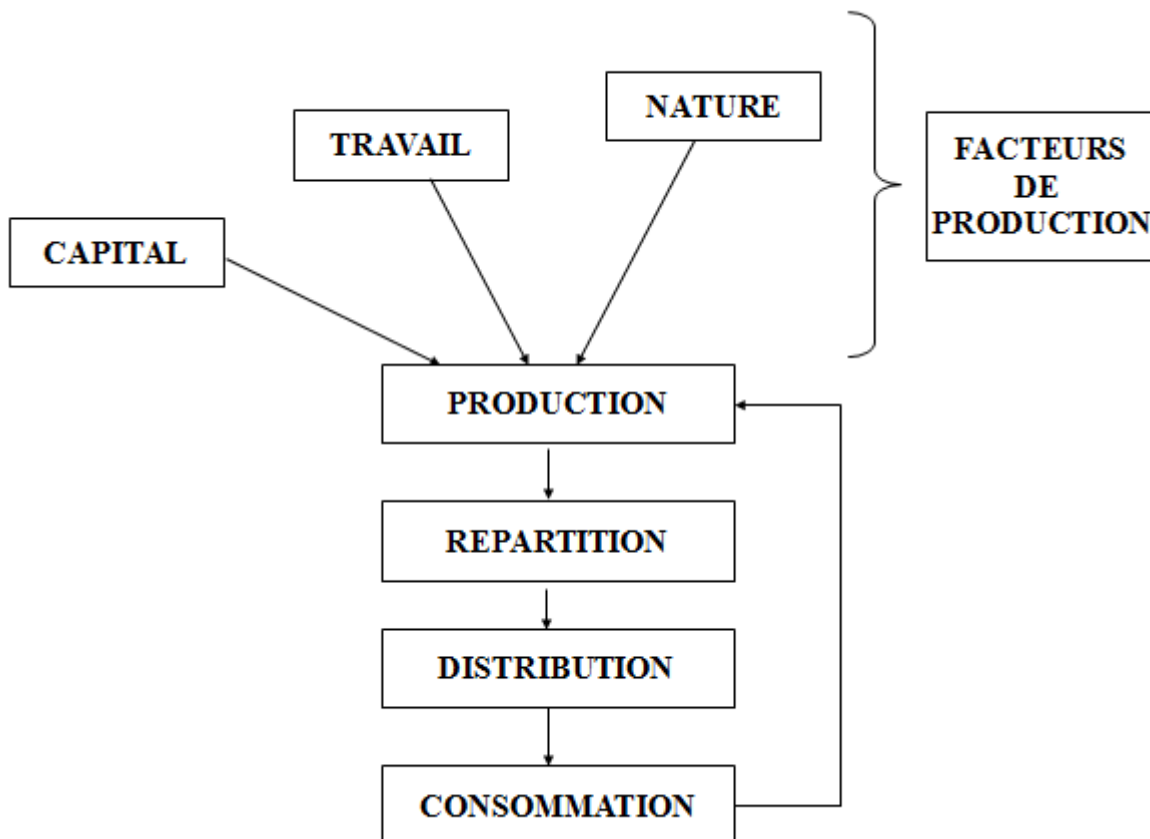 NATURE
TRAVAIL
FACTEURS
DE
PRODUCTION
CAPITAL
PRODUCTION
REPARTITION
DISTRIBUTION
CONSOMMATION